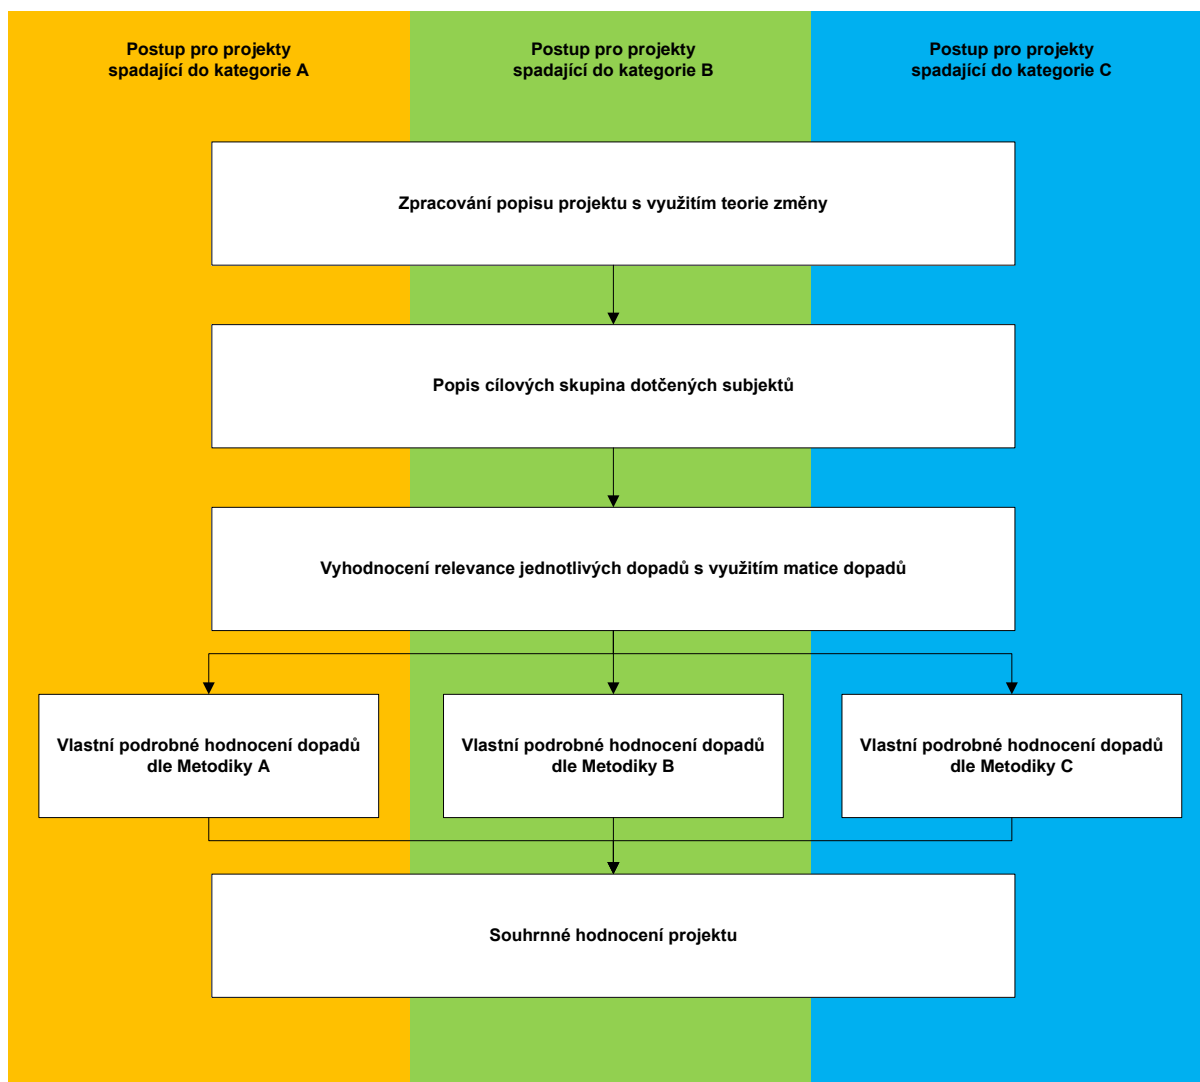 Postup pro projekty
spadající do kategorie A
Postup pro projekty
spadající do kategorie B
Postup pro projekty
spadající do kategorie C
Zpracování popisu projektu s využitím teorie změny
Popis cílových skupina dotčených subjektů
Vyhodnocení relevance jednotlivých dopadů s využitím matice dopadů
Vlastní podrobné hodnocení dopadů
dle Metodiky A
Vlastní podrobné hodnocení dopadů
dle Metodiky B
Vlastní podrobné hodnocení dopadů
dle Metodiky C
Souhrnné hodnocení projektu